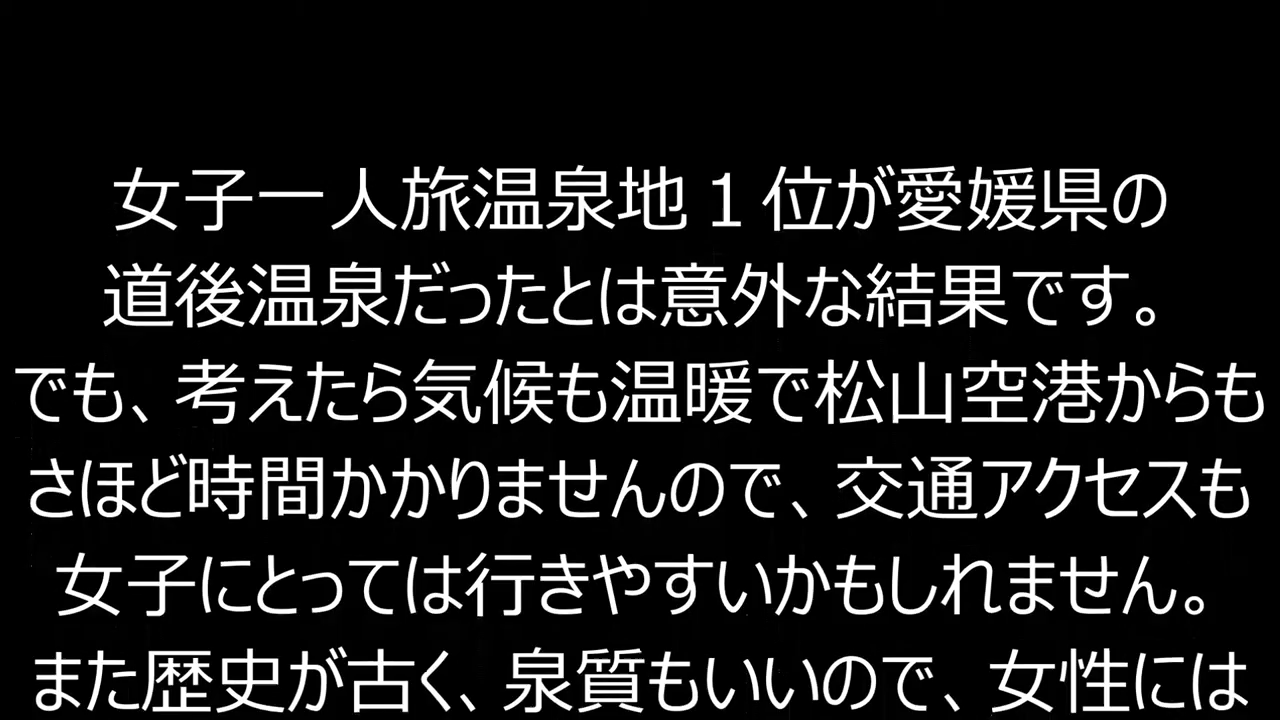 女子一人旅温泉地1位が愛媛県の
道後温泉だったとは意外な結果です。
でも、考えたら気候も温暖で松山空港からも
さほど時間かかりませんので、交通アクセスも
女子にとっては行きやすいかもしれません。
また歴史が古く、泉質もいいので、女性には